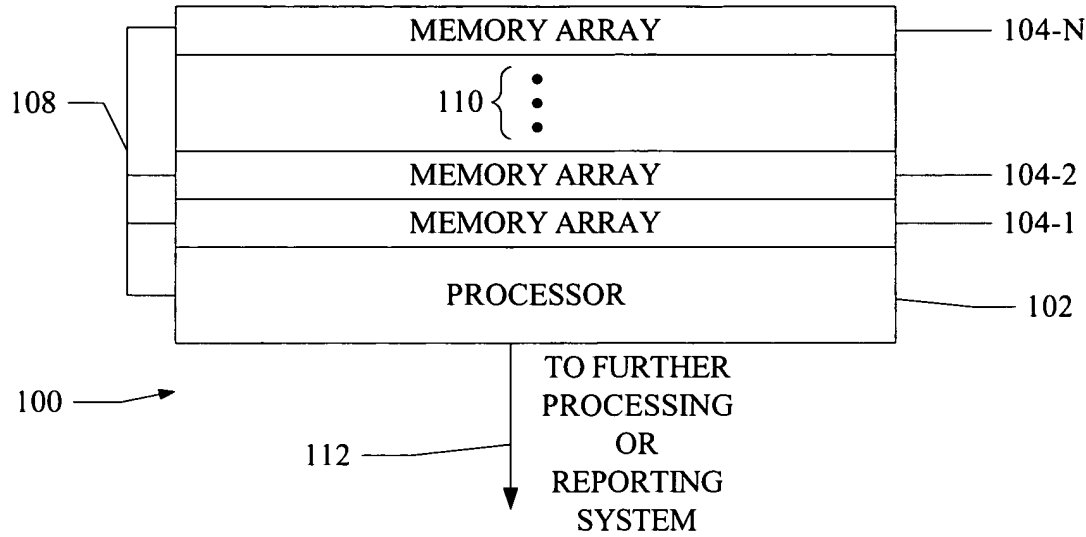 MEMORY ARRAY 104-N
108 110
MEMORY ARRAY 104-2
MEMORY ARRAY 104-1
PROCESSOR 102
100
112
TO FURTHER
PROCESSING
OR
REPORTING
SYSTEM